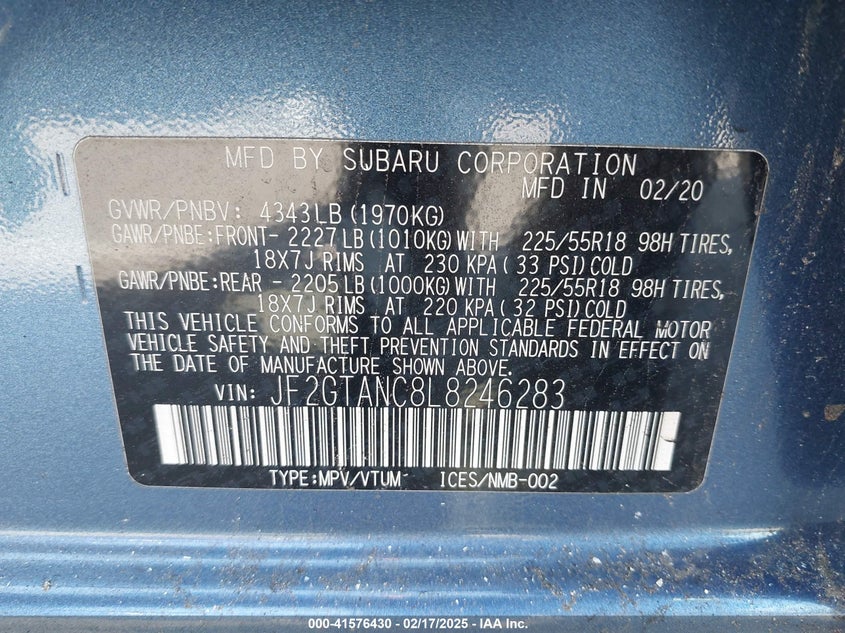 MFD BY SUBARU CORPORATION
MFD IN 02/20
GVWR/PNBV: 4343LB(1970KG)
GAWR/PNBE:FRONT- 2227LB(1010KG)WITH 225/55R18 98H TIRES,
18X7J RIMS AT 230 KPA( 33 PSI)COLD
GAWR/PNBE:REAR - 2205LB(1000KG)WITH 225/55R18 98H TIRES,
18X7J RIMS AT 220 KPA( 32 PSI)COLD
THIS VEHICLE CONFORMS TO ALL APPLICABLE FEDERAL MOTOR
VEHICLE SAFETY AND THEFT PREVENTION STANDARDS IN EFFECT ON
THE DATE OF MANUFACTURE SHOWN ABOVE.
VIN: JF2GTANC8L8246283
TYPE:MPV/VTUM ICES/NMB-002
000-41576430 - 02/17/2025 - IAA Inc.